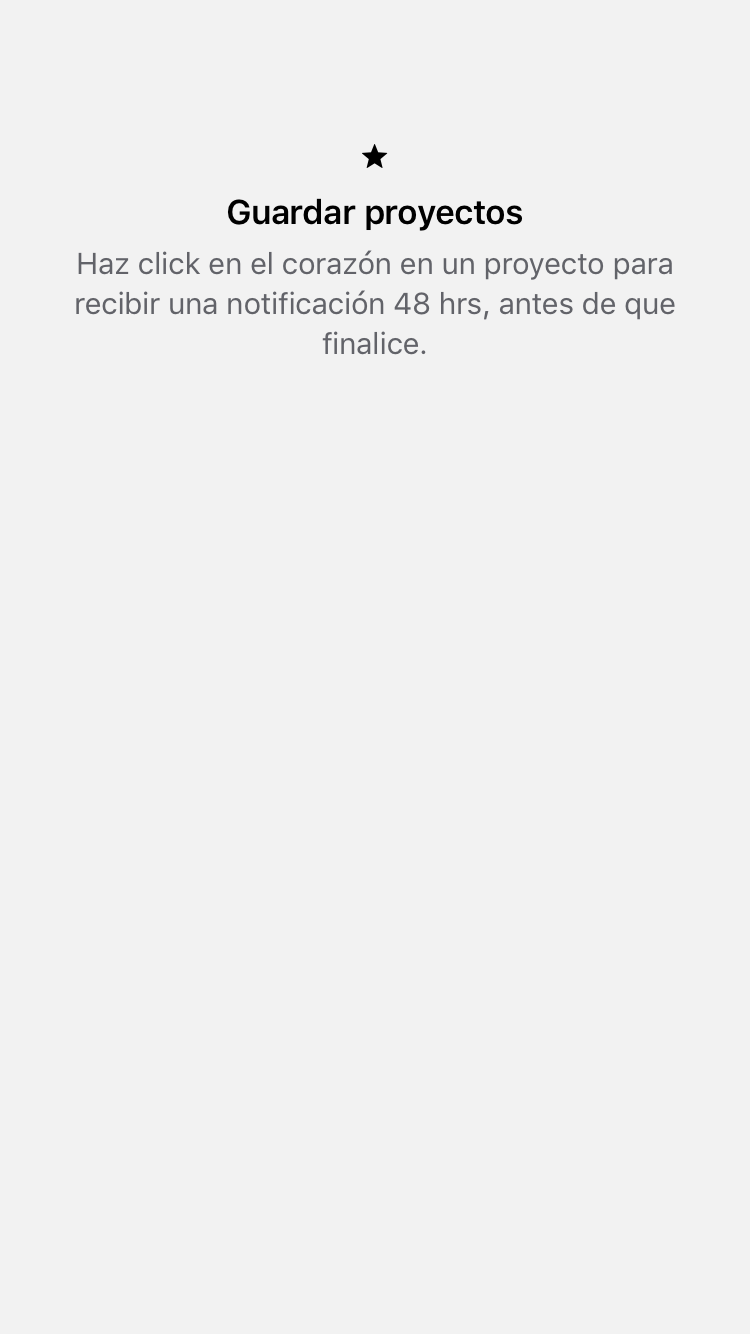 Guardar proyectos
Haz click en el corazón en un proyecto para
recibir una notificación 48 hrs, antes de que
finalice.